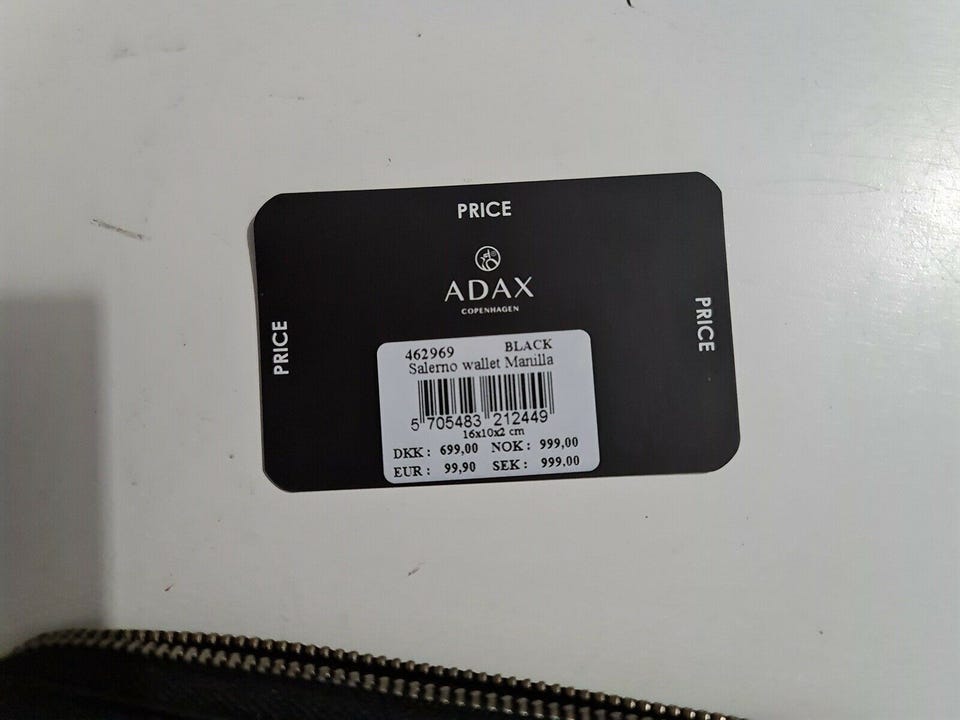 PRICE
ADAX
COPENHAGEN
PRICE
PRICE
462969 BLACK
Salerno wallet Manilla
5 705483 212449
16x10x2 cm
DKK : 699,00 NOK : 999,00
EUR : 99,90 SEK : 999,00